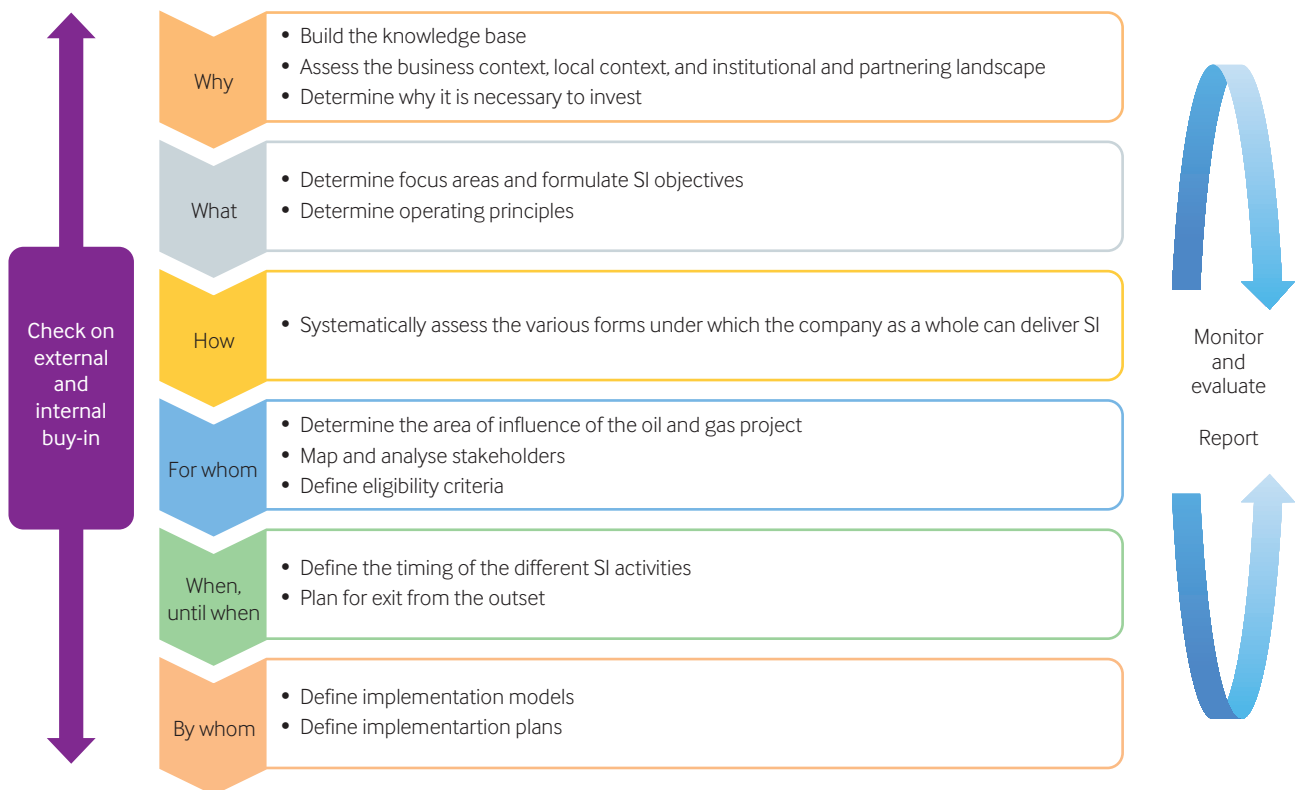 Check on
external
and
internal
buy-in
Why
• Build the knowledge base
• Assess the business context, local context, and institutional and partnering landscape
• Determine why it is necessary to invest
What
• Determine focus areas and formulate SI objectives
• Determine operating principles
How
• Systematically assess the various forms under which the company as a whole can deliver SI
For whom
• Determine the area of influence of the oil and gas project
• Map and analyse stakeholders
• Define eligibility criteria
When,
until when
• Define the timing of the different SI activities
• Plan for exit from the outset
By whom
• Define implementation models
• Define implementartion plans
Monitor
and
evaluate
Report